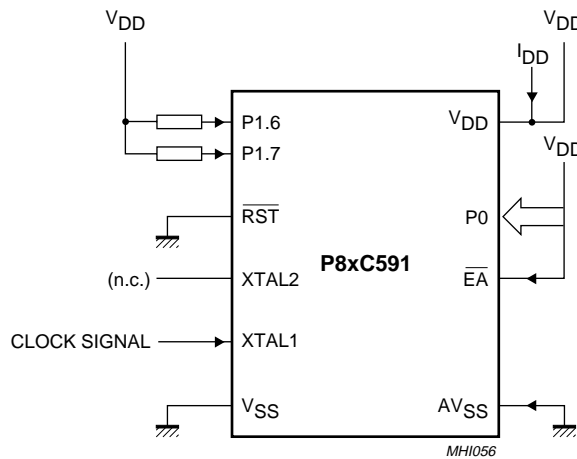 VDD
VDD
IDD
P1.6
VDD
P1.7
VDD
RST
P0
P8xC591
(n.c.)
XTAL2
EA
CLOCK SIGNAL
XTAL1
VSS
AVSS
MHI056